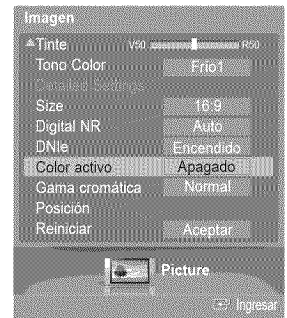 Imagen
Tinte V50 R50
Tono Color Frío1
Detailed Settings
Size 16:9
Digital NR Auto
DNIe Encendido
Color activo Apagado
Gama cromática Normal
Posición
Reiniciar Aceptar
Picture
Ingresar